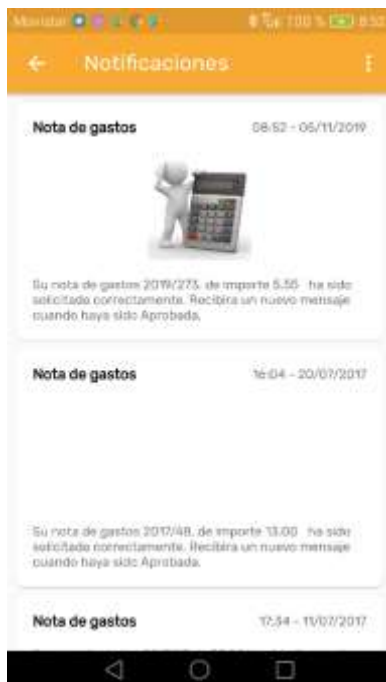 Movistar 100 % 8:52
Notificaciones
Nota de gastos 08:52 - 05/11/2019
Su nota de gastos 2019/273, de importe 5.55 ha sido
solicitada correctamente. Recibira un nuevo mensaje
cuando haya sido Aprobada.
Nota de gastos 16:04 - 20/07/2017
Su nota de gastos 2017/48, de importe 13.00 ha sido
solicitada correctamente. Recibira un nuevo mensaje
cuando haya sido Aprobada.
Nota de gastos 17:34 - 11/07/2017